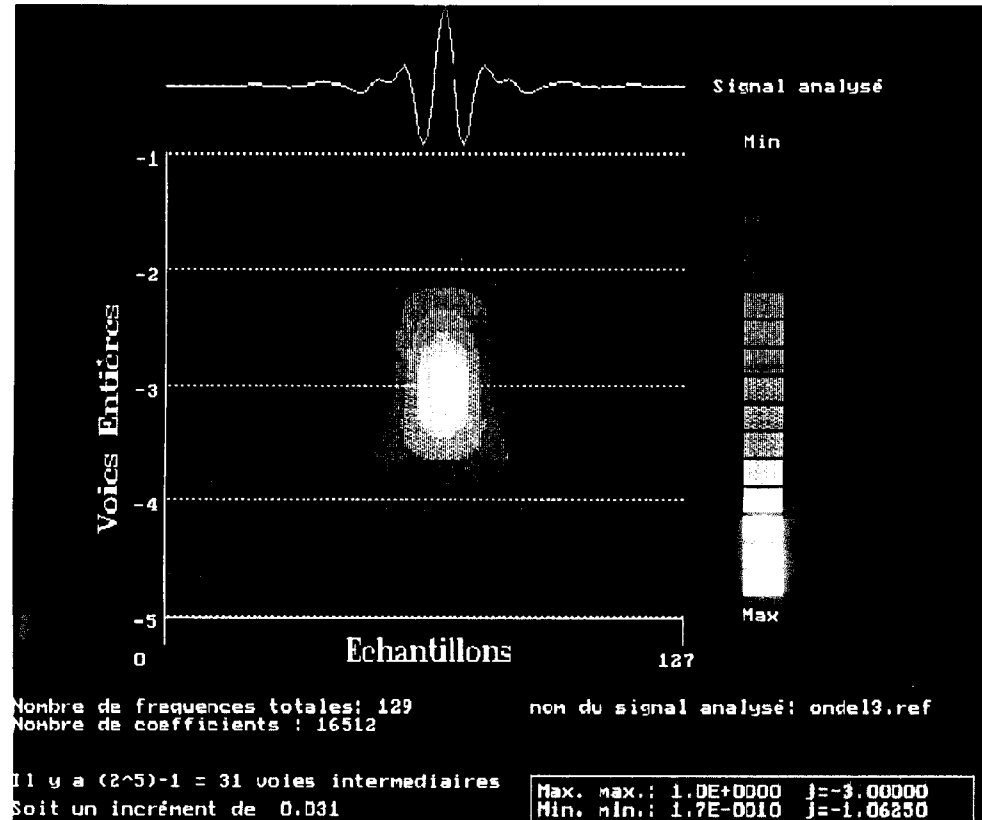 Signal analysé
Min
-1
-2
-3
-4
-5
Voies Entières
Max
0
Echantillons
127
Nombre de frequences totales: 129
nom du signal analysé: ondel3.ref
Nombre de coefficients : 16512
Il y a (2^5)-1 = 31 voies intermediaires
Soit un incrément de 0.031
Max. max.: 1.0E+0000 j=-3.00000
Min. min.: 1.7E-0010 j=-1.06250